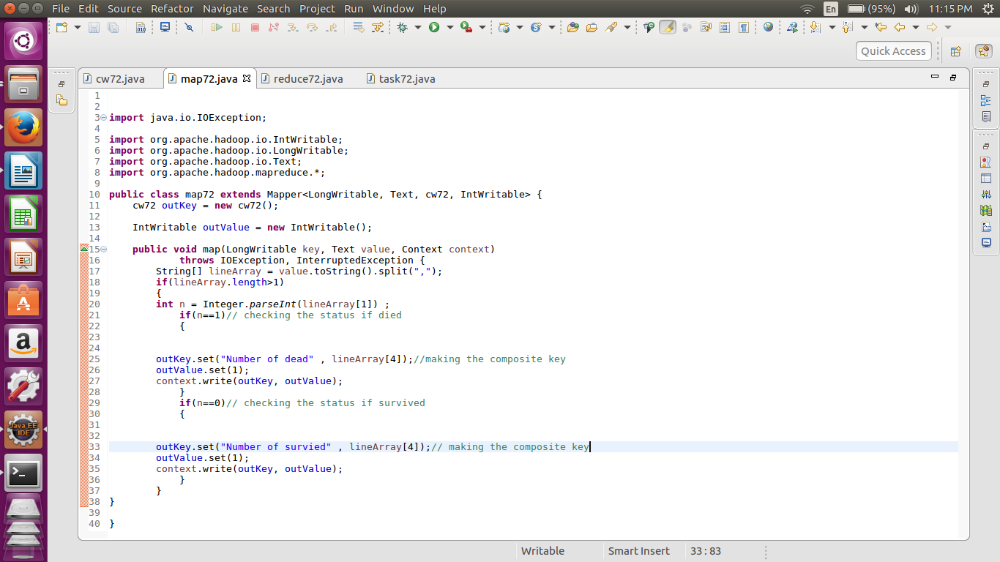 File Edit Source Refactor Navigate Search Project Run Window Help
En (95%) 11:15 PM
010
Quick Access
cw72.java map72.java reduce72.java task72.java
1
2
3 import java.io.IOException;
4
5 import org.apache.hadoop.io.IntWritable;
6 import org.apache.hadoop.io.LongWritable;
7 import org.apache.hadoop.io.Text;
8 import org.apache.hadoop.mapreduce.*;
9
10 public class map72 extends Mapper<LongWritable, Text, cw72, IntWritable> {
11     cw72 outKey = new cw72();
12
13     IntWritable outValue = new IntWritable();
14
15     public void map(LongWritable key, Text value, Context context)
16             throws IOException, InterruptedException {
17         String[] lineArray = value.toString().split(",");
18         if(lineArray.length>1)
19         {
20         int n = Integer.parseInt(lineArray[1]) ;
21             if(n==1)// checking the status if died
22             {
23
24
25         outKey.set("Number of dead" , lineArray[4]);//making the composite key
26         outValue.set(1);
27         context.write(outKey, outValue);
28             }
29             if(n==0)// checking the status if survived
30             {
31
32
33         outKey.set("Number of survied" , lineArray[4]);// making the composite key
34         outValue.set(1);
35         context.write(outKey, outValue);
36             }
37         }
38 }
39
40 }
Java EE
IDE
Writable Smart Insert 33 : 83